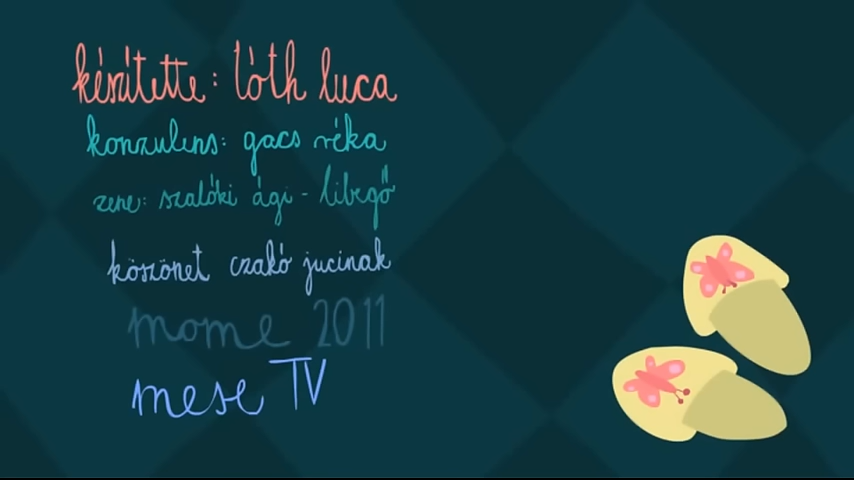 készítette: tóth luca
konzulens: gacs réka
zene: szalóki ági - libegő
köszönet czakó jucinak
mome 2011
mese TV